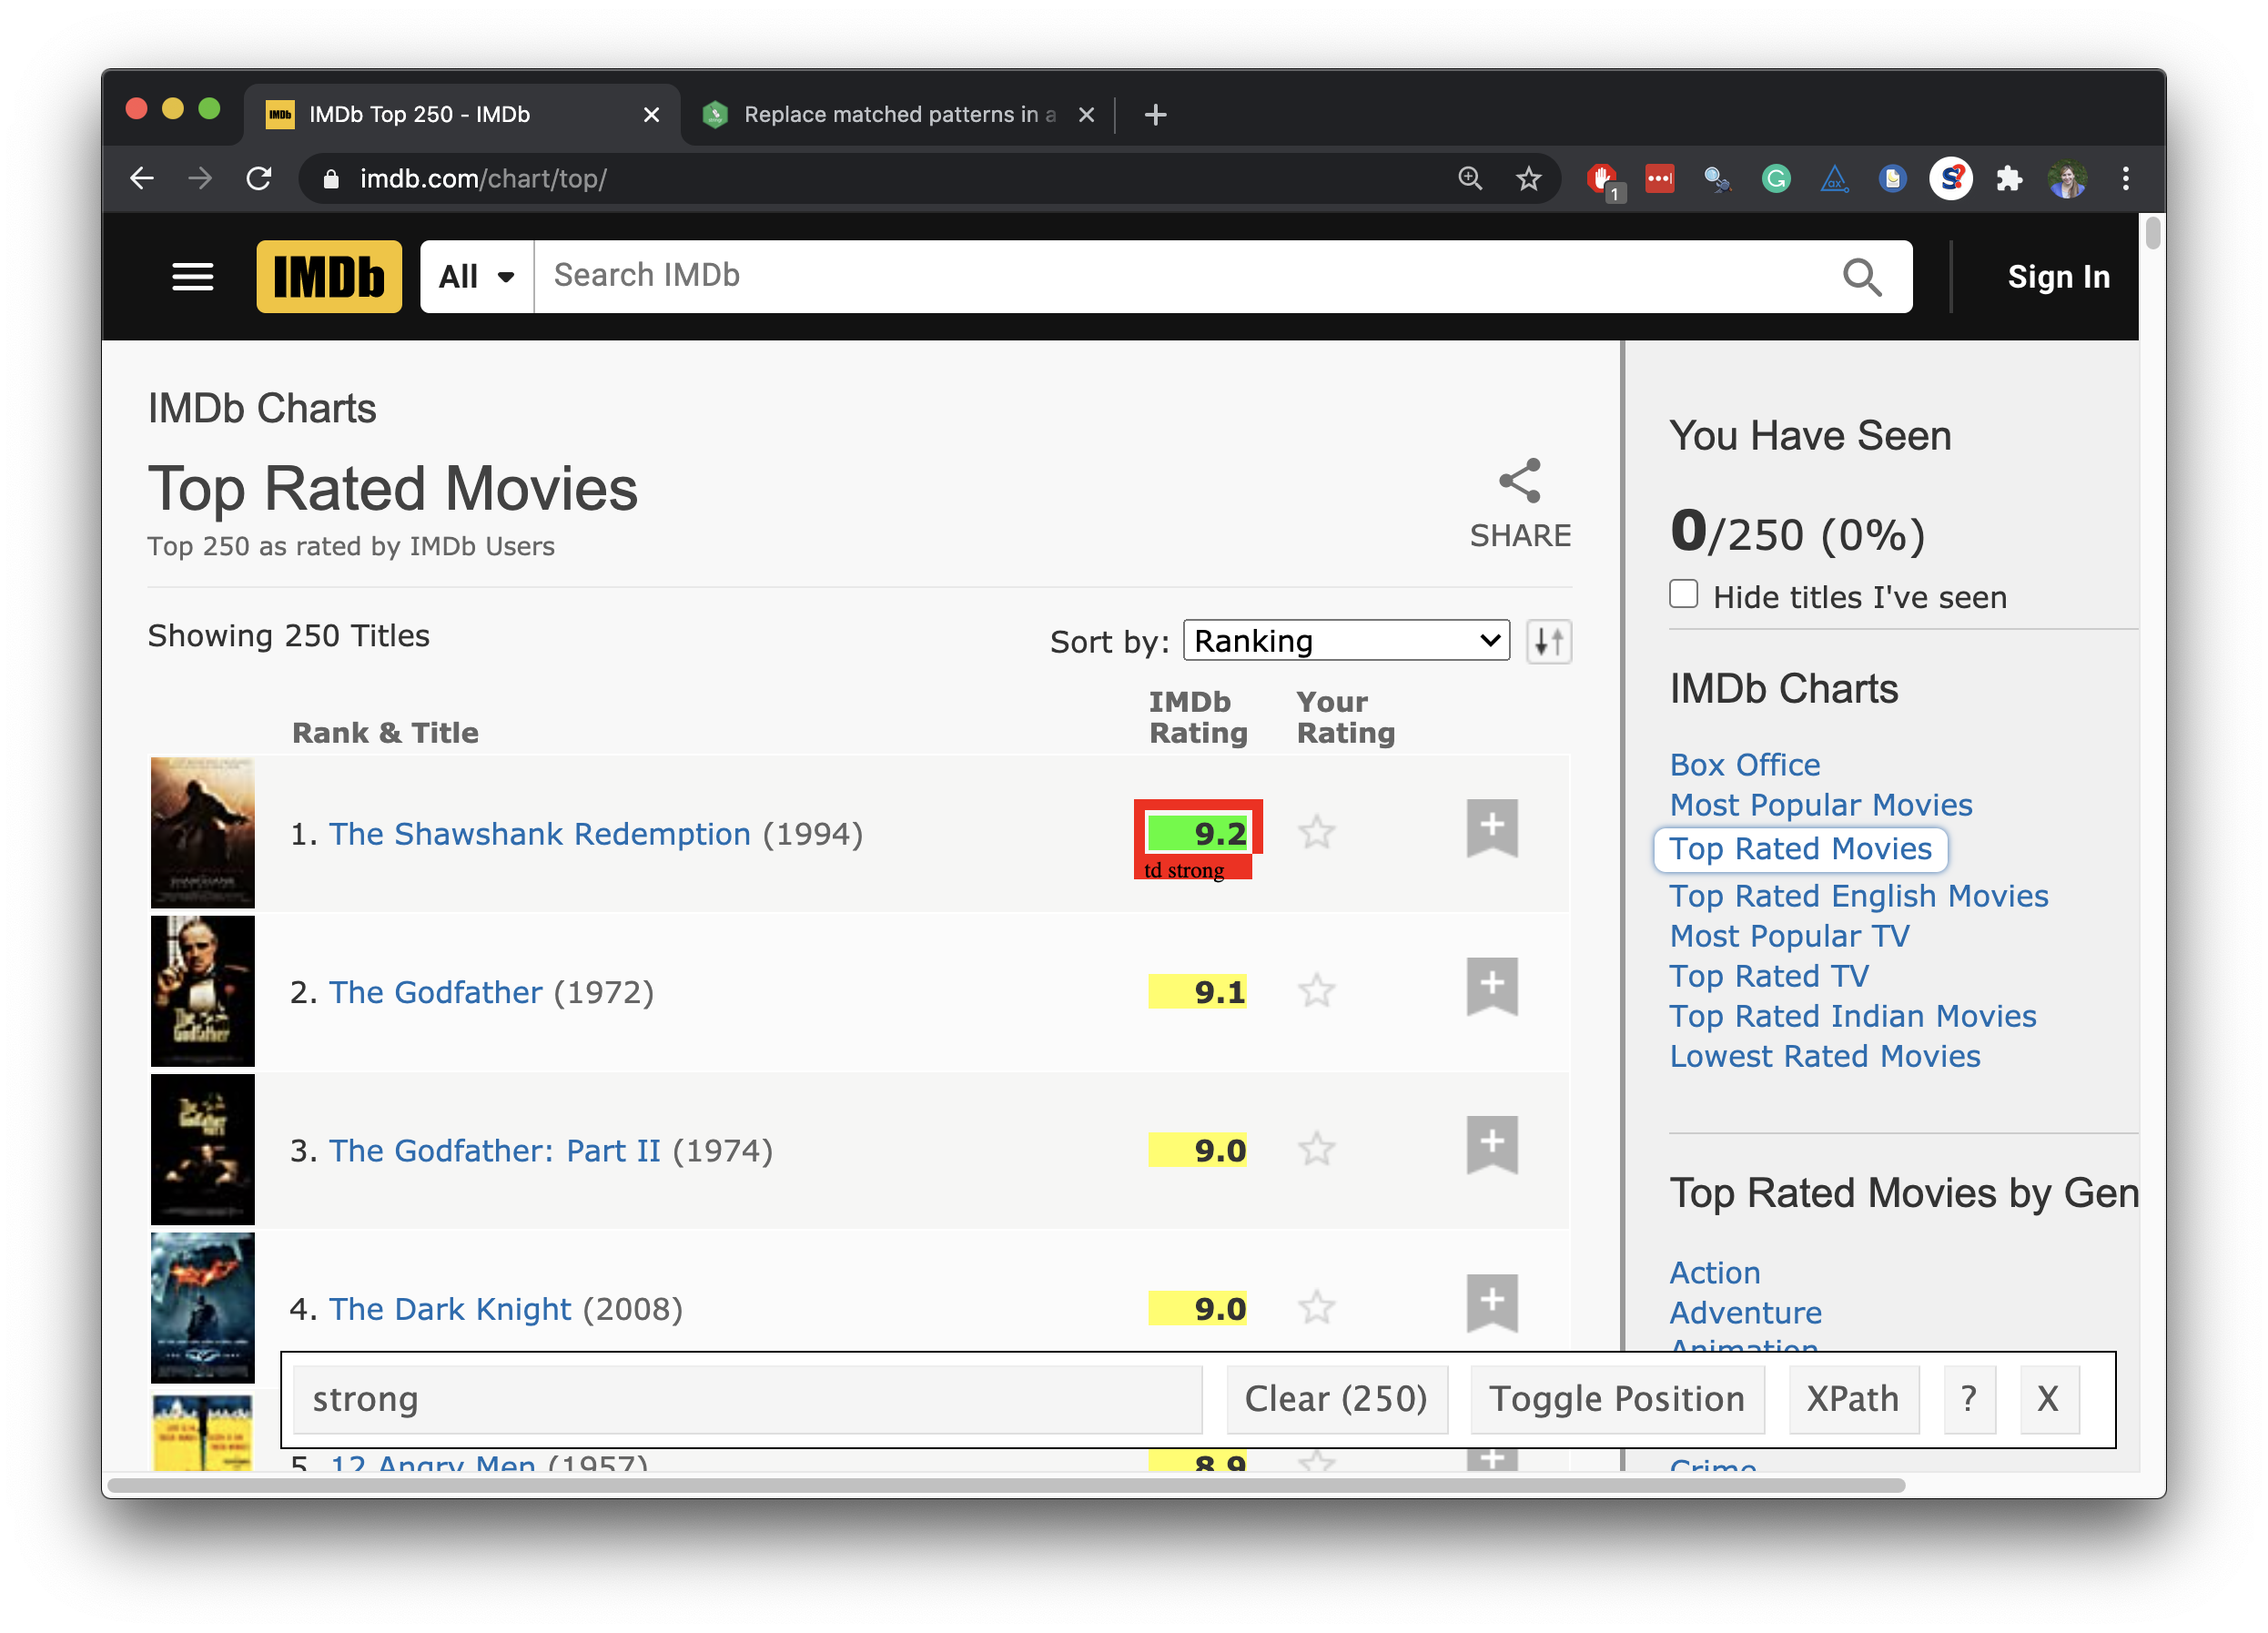 IMDb Top 250 - IMDb
Replace matched patterns in a
imdb.com/chart/top/
1
IMDb
All
Search IMDb
Sign In
IMDb Charts
Top Rated Movies
Top 250 as rated by IMDb Users
SHARE
Showing 250 Titles
Sort by: Ranking
Rank & Title
IMDb Rating
Your Rating
1. The Shawshank Redemption (1994)
9.2
td strong
2. The Godfather (1972)
9.1
3. The Godfather: Part II (1974)
9.0
4. The Dark Knight (2008)
9.0
5. 12 Angry Men (1957)
8.9
You Have Seen
0/250 (0%)
Hide titles I've seen
IMDb Charts
Box Office
Most Popular Movies
Top Rated Movies
Top Rated English Movies
Most Popular TV
Top Rated TV
Top Rated Indian Movies
Lowest Rated Movies
Top Rated Movies by Gen
Action
Adventure
Animation
Crime
strong
Clear (250)
Toggle Position
XPath
?
X